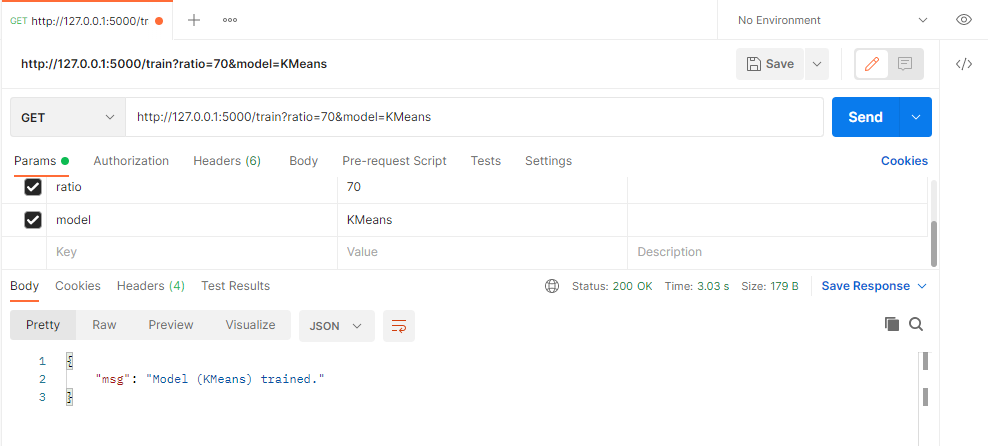 GET http://127.0.0.1:5000/tr
No Environment
http://127.0.0.1:5000/train?ratio=70&model=KMeans
Save
GET http://127.0.0.1:5000/train?ratio=70&model=KMeans Send
Params Authorization Headers (6) Body Pre-request Script Tests Settings Cookies
ratio 70
model KMeans
Key Value Description
Body Cookies Headers (4) Test Results Status: 200 OK Time: 3.03 s Size: 179 B Save Response
Pretty Raw Preview Visualize JSON
1 {
2 "msg": "Model (KMeans) trained."
3 }